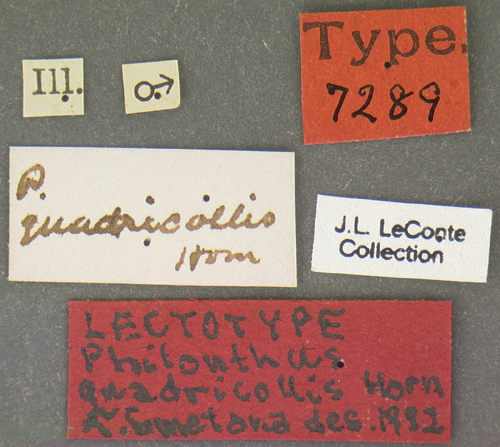 Ill.
♂
Type.
7289
P.
quadricollis
Horn
J.L. LeConte
Collection
LECTOTYPE
Philonthus
quadricollis Horn
A. Smetana des. 1992